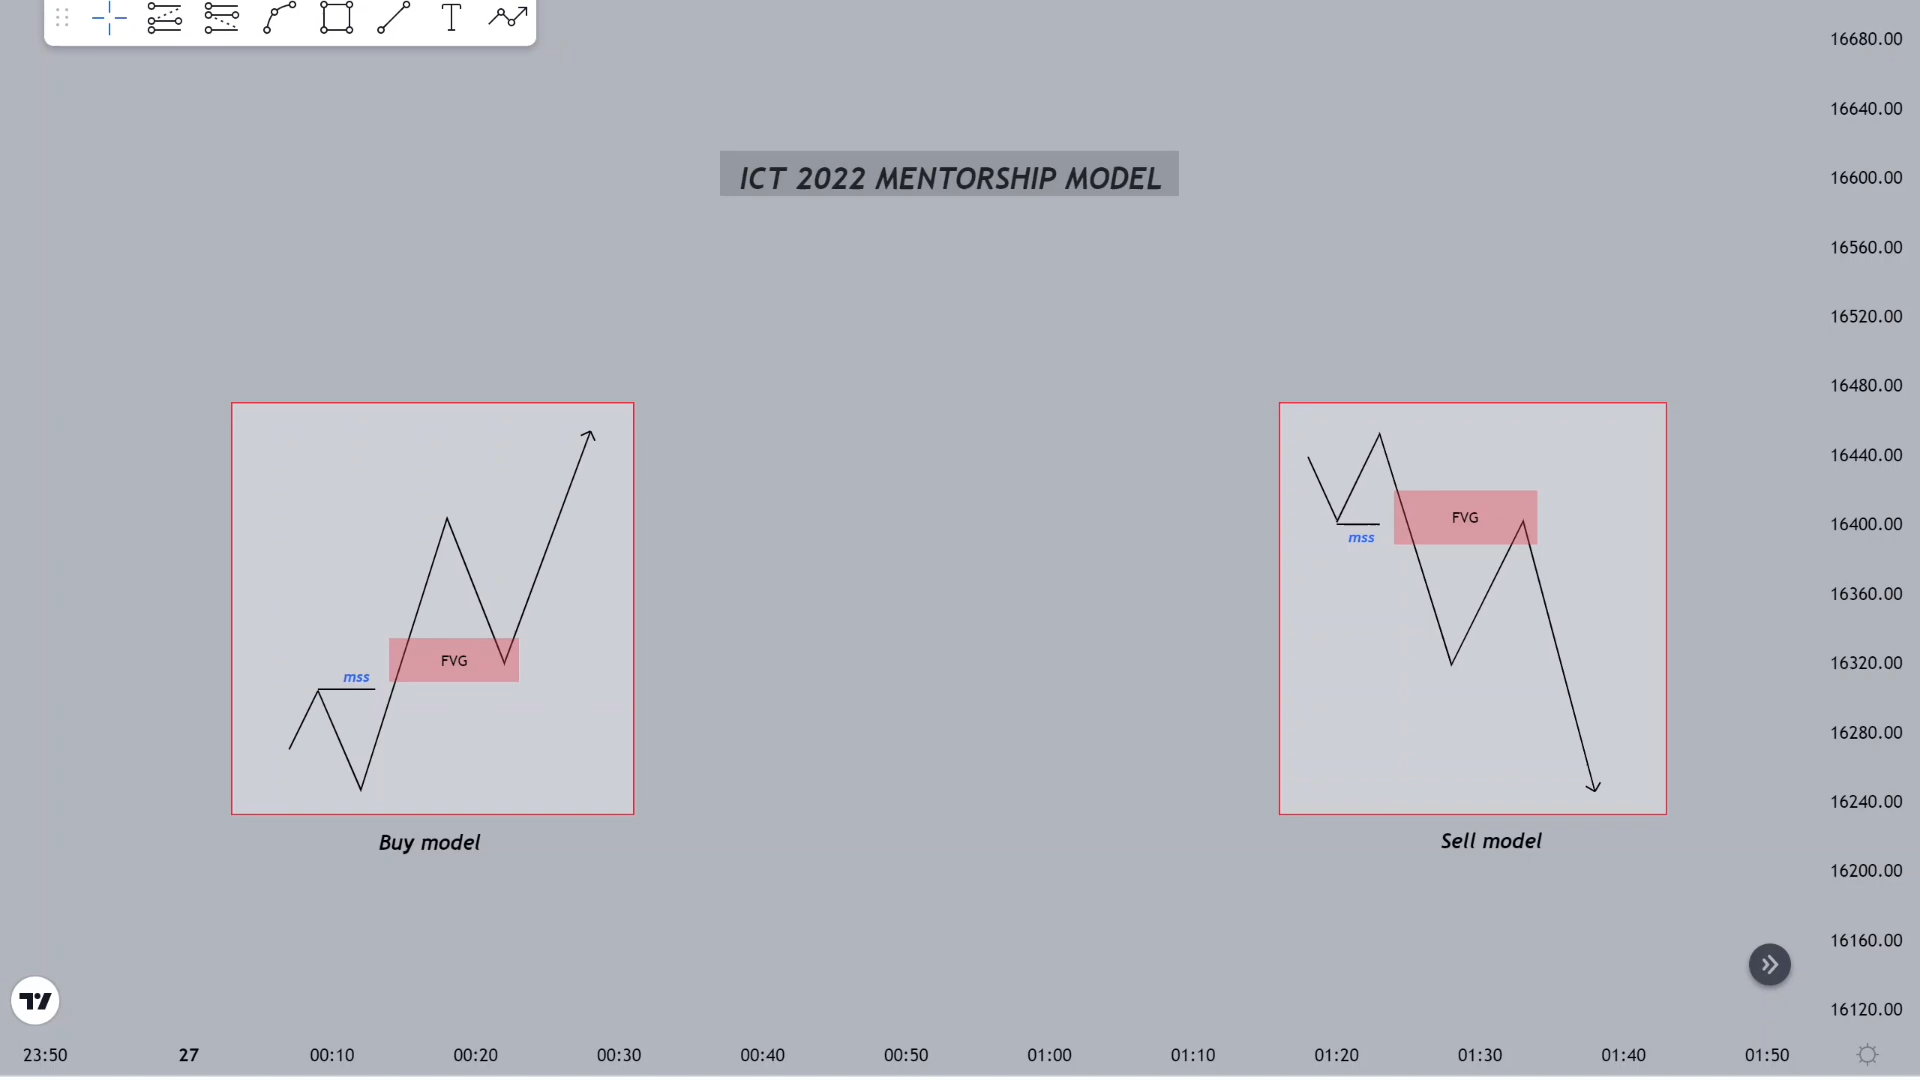 ICT 2022 MENTORSHIP MODEL
FVG
mss
Buy model
FVG
mss
Sell model
16680.00
16640.00
16600.00
16560.00
16520.00
16480.00
16440.00
16400.00
16360.00
16320.00
16280.00
16240.00
16200.00
16160.00
16120.00
23:50 27 00:10 00:20 00:30 00:40 00:50 01:00 01:10 01:20 01:30 01:40 01:50